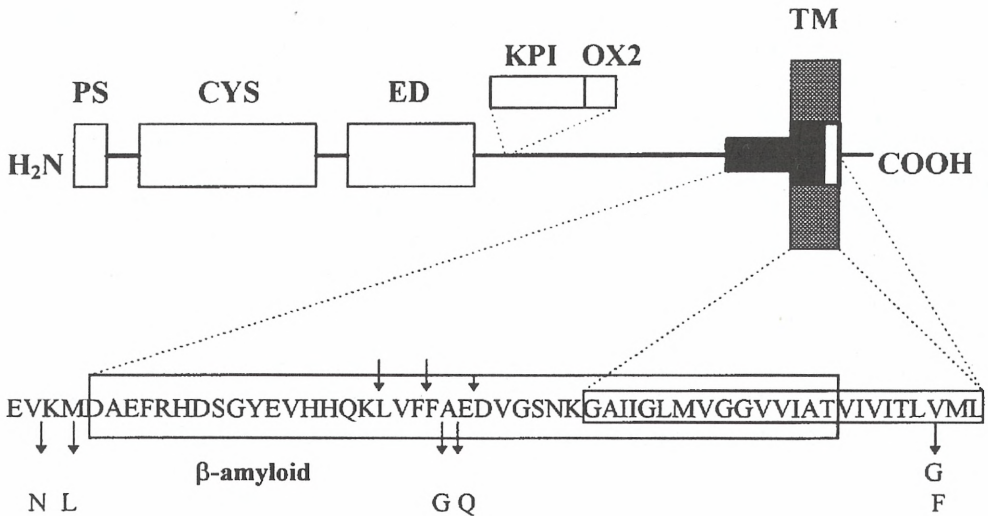 TM
KPI OX2
PS CYS ED
H₂N COOH
EVKMDAEFRHDSGYEVHHQKLVFFAEDVGSNKGAIIGLMVGGVVIATVIVITLVML
β-amyloid G
N L G Q F